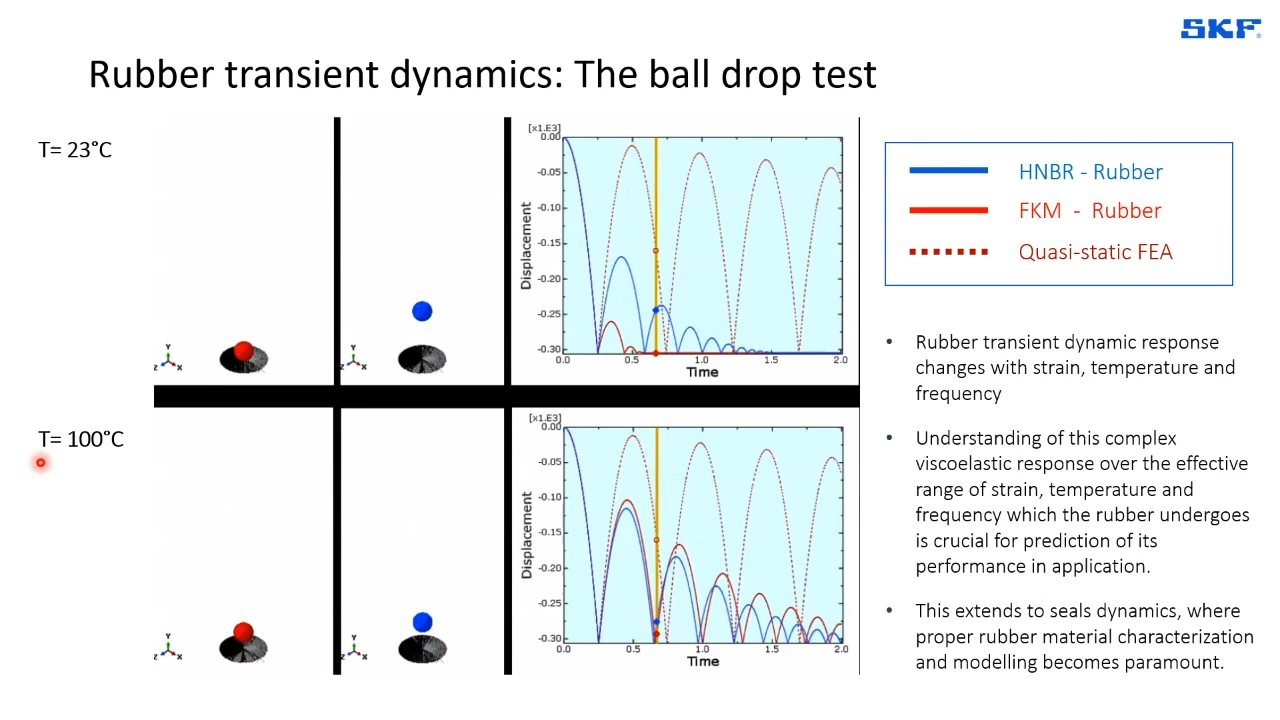 SKF®
Rubber transient dynamics: The ball drop test
T= 23°C
Y
Z
X
Y
Z
X
[x1.E3]
0.00
-0.05
-0.10
-0.15
-0.20
-0.25
-0.30
Displacement
0.0 0.5 1.0 1.5 2.0
Time
HNBR - Rubber
FKM - Rubber
Quasi-static FEA
T= 100°C
Y
Z
X
Y
Z
X
[x1.E3]
0.00
-0.05
-0.10
-0.15
-0.20
-0.25
-0.30
Displacement
0.0 0.5 1.0 1.5 2.0
Time
• Rubber transient dynamic response
changes with strain, temperature and
frequency
• Understanding of this complex
viscoelastic response over the effective
range of strain, temperature and
frequency which the rubber undergoes
is crucial for prediction of its
performance in application.
• This extends to seals dynamics, where
proper rubber material characterization
and modelling becomes paramount.